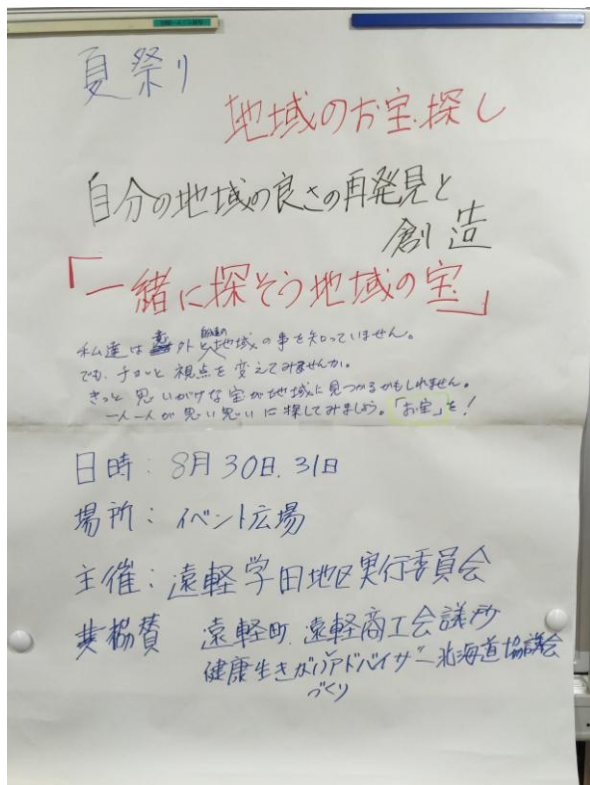 夏祭り
地域のお宝探し
自分の地域の良さの再発見と
創造
「一緒に探そう地域の宝」
私達は意外と自分の地域の事を知っていません。
でも、チョット視点を変えてみませんか。
きっと思いがけな宝が地域に見つかるかもしれません。
一人一人が思い思いに探してみましょう。「お宝」を!
日時:8月30日.31日
場所:イベント広場
主催:遠軽学田地区実行委員会
共協賛 遠軽町.遠軽商工会議所
健康生きがいづくりアドバイザー北海道協議会